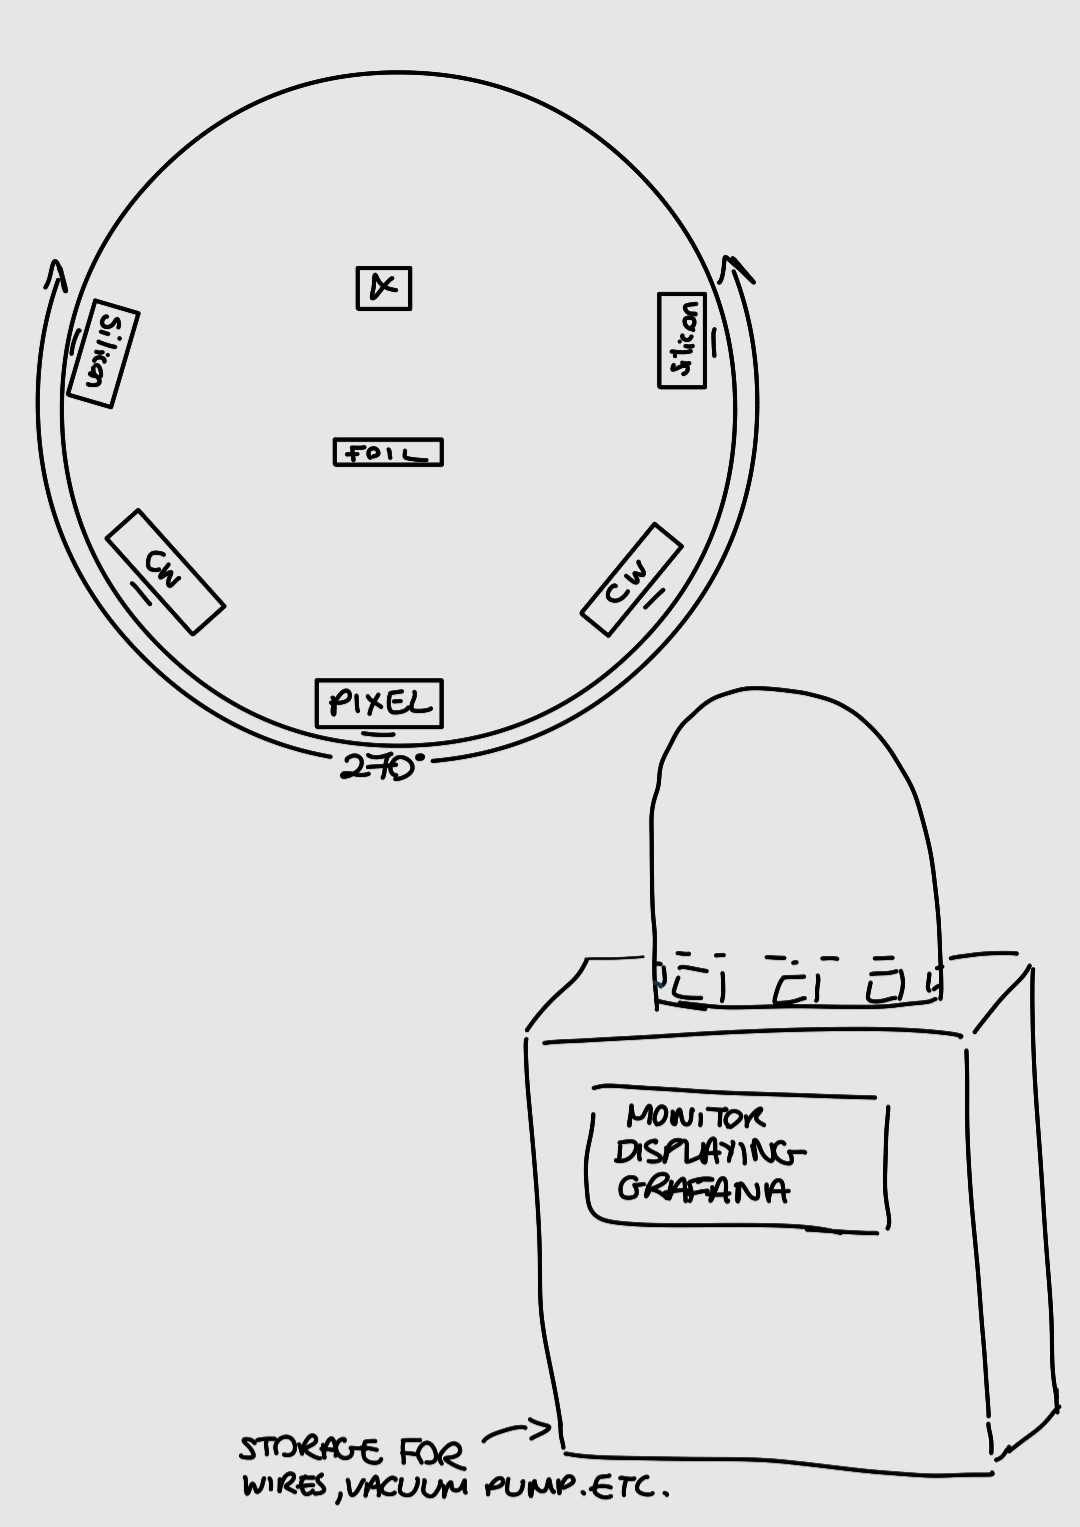 α
Silicon
Silicon
FOIL
CW
CW
PIXEL
270°
MONITOR
DISPLAYING
GRAFANA
STORAGE FOR
WIRES, VACUUM PUMP. ETC.